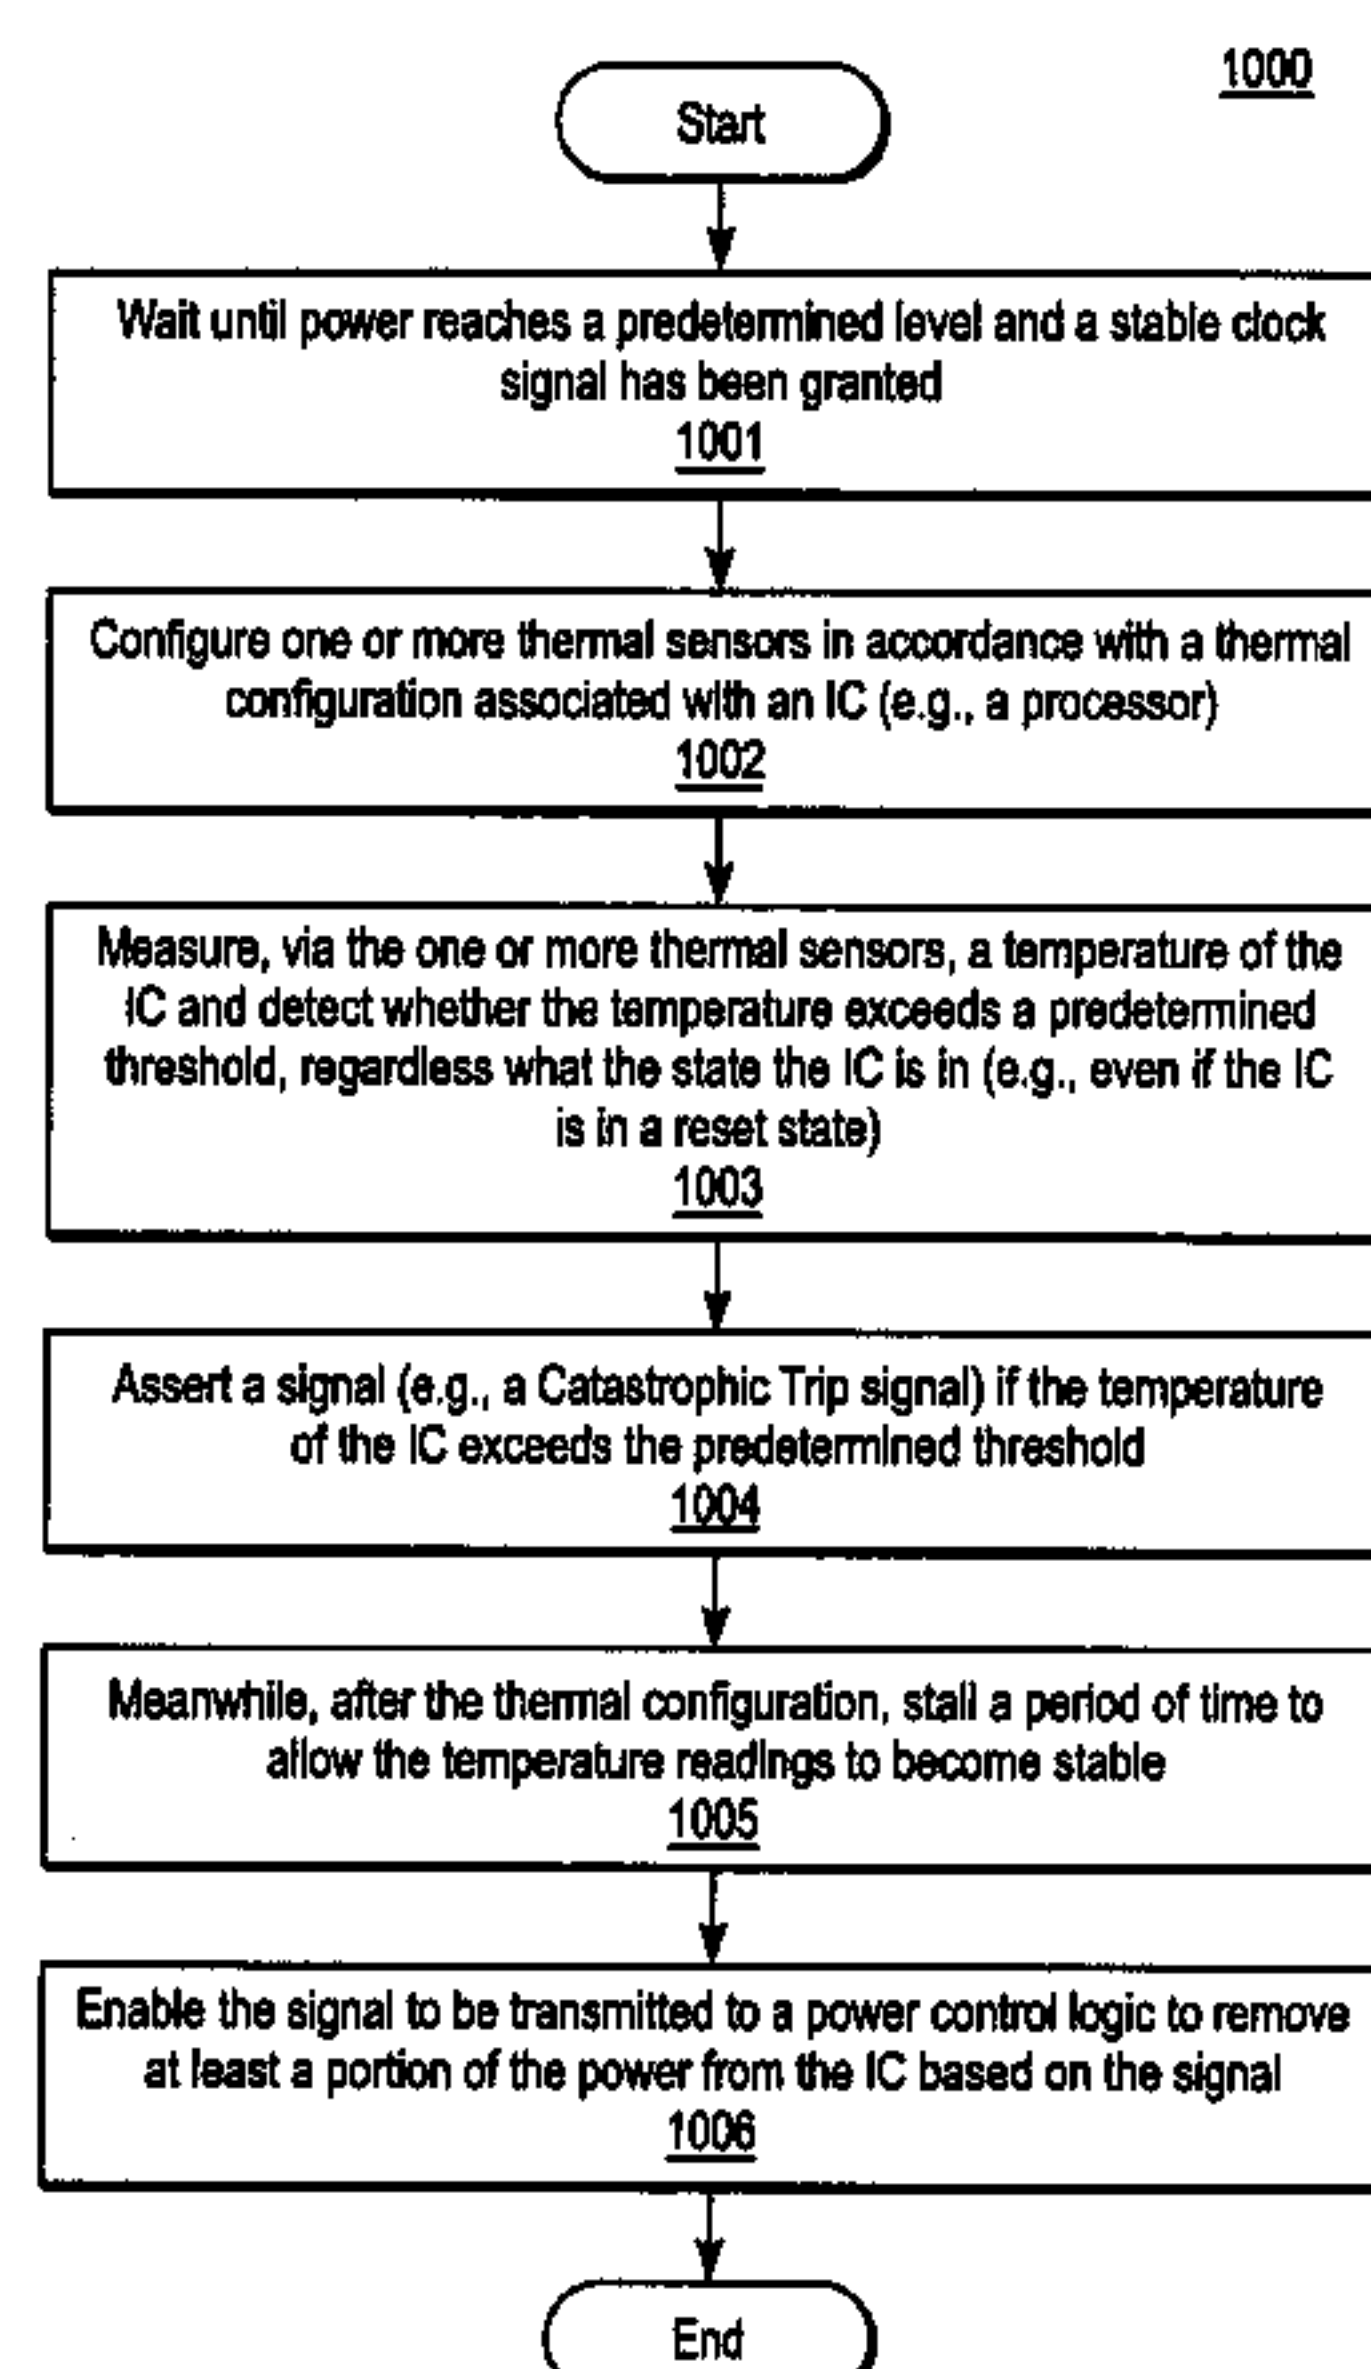 1000
Start
Wait until power reaches a predetermined level and a stable clock
signal has been granted
1001
Configure one or more thermal sensors in accordance with a thermal
configuration associated with an IC (e.g., a processor)
1002
Measure, via the one or more thermal sensors, a temperature of the
IC and detect whether the temperature exceeds a predetermined
threshold, regardless what the state the IC is in (e.g., even if the IC
is in a reset state)
1003
Assert a signal (e.g., a Catastrophic Trip signal) if the temperature
of the IC exceeds the predetermined threshold
1004
Meanwhile, after the thermal configuration, stall a period of time to
allow the temperature readings to become stable
1005
Enable the signal to be transmitted to a power control logic to remove
at least a portion of the power from the IC based on the signal
1006
End